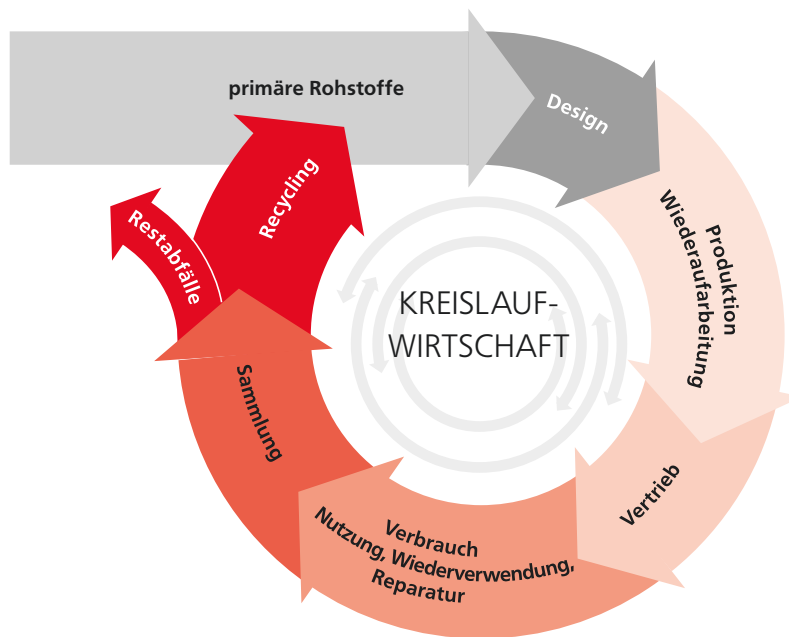 primäre Rohstoffe
Design
Produktion
Wiederaufarbeitung
Vertrieb
Verbrauch
Nutzung, Wiederverwendung,
Reparatur
Sammlung
Restabfälle
Recycling
KREISLAUF-
WIRTSCHAFT